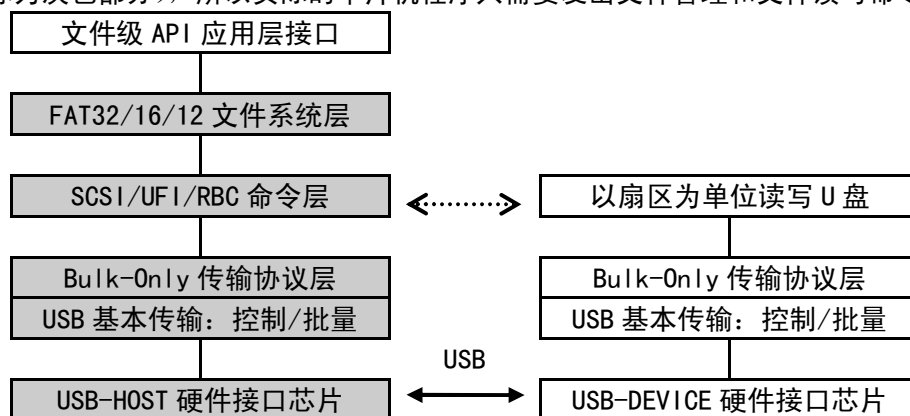 文件级 API 应用层接口
FAT32/16/12 文件系统层
SCSI/UFI/RBC 命令层
以扇区为单位读写 U 盘
Bulk-Only 传输协议层
Bulk-Only 传输协议层
USB 基本传输：控制/批量
USB 基本传输：控制/批量
USB
USB-HOST 硬件接口芯片
USB-DEVICE 硬件接口芯片